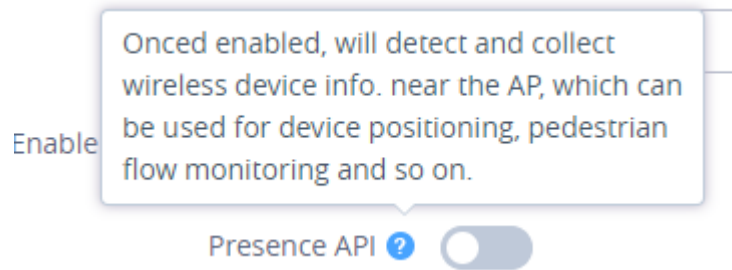 Onced enabled, will detect and collect
wireless device info. near the AP, which can
be used for device positioning, pedestrian
flow monitoring and so on.
Enable
Presence API ?